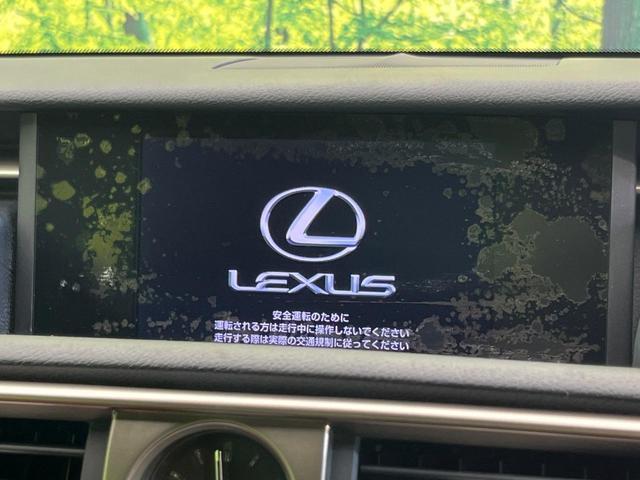 LEXUS
安全運転のために
運転される方は走行中に操作しないでください
走行する際は実際の交通規制に従ってください